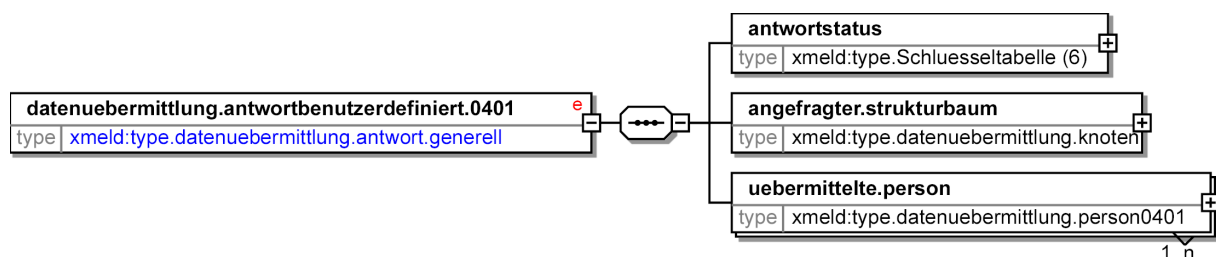 antwortstatus
type xmeld:type.Schluesseltabelle (6)
datenuebermittlung.antwortbenutzerdefiniert.0401 e
type xmeld:type.datenuebermittlung.antwort.generell
angefragter.strukturbaum
type xmeld:type.datenuebermittlung.knoten
uebermittelte.person
type xmeld:type.datenuebermittlung.person0401
1..n